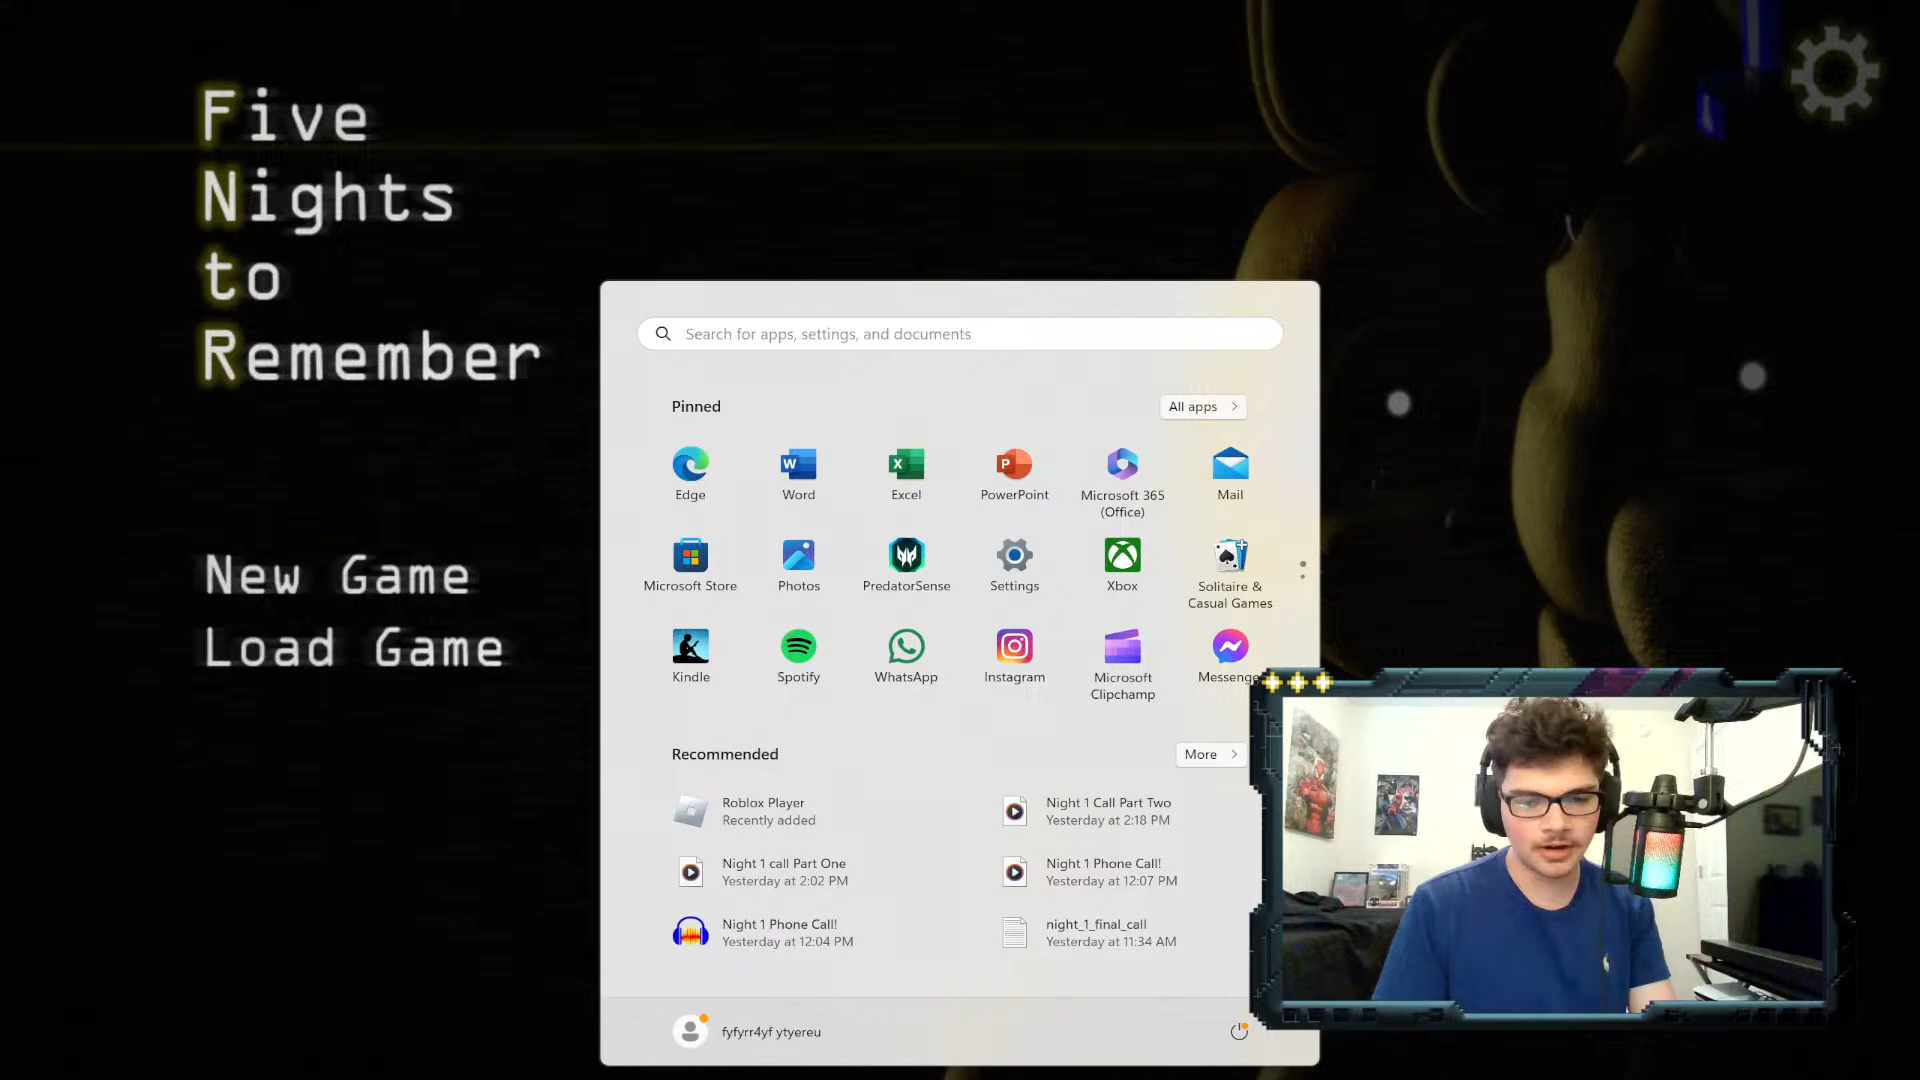 Five
Nights
to
Remember
New Game
Load Game
Search for apps, settings, and documents
Pinned
All apps
Edge
Word
Excel
PowerPoint
Microsoft 365
(Office)
Mail
Microsoft Store
Photos
PredatorSense
Settings
Xbox
Solitaire &
Casual Games
Kindle
Spotify
WhatsApp
Instagram
Microsoft
Clipchamp
Messenge
Recommended
More
Roblox Player
Recently added
Night 1 Call Part Two
Yesterday at 2:18 PM
Night 1 call Part One
Yesterday at 2:02 PM
Night 1 Phone Call!
Yesterday at 12:07 PM
Night 1 Phone Call!
Yesterday at 12:04 PM
night_1_final_call
Yesterday at 11:34 AM
fyfyrr4yf ytyereu